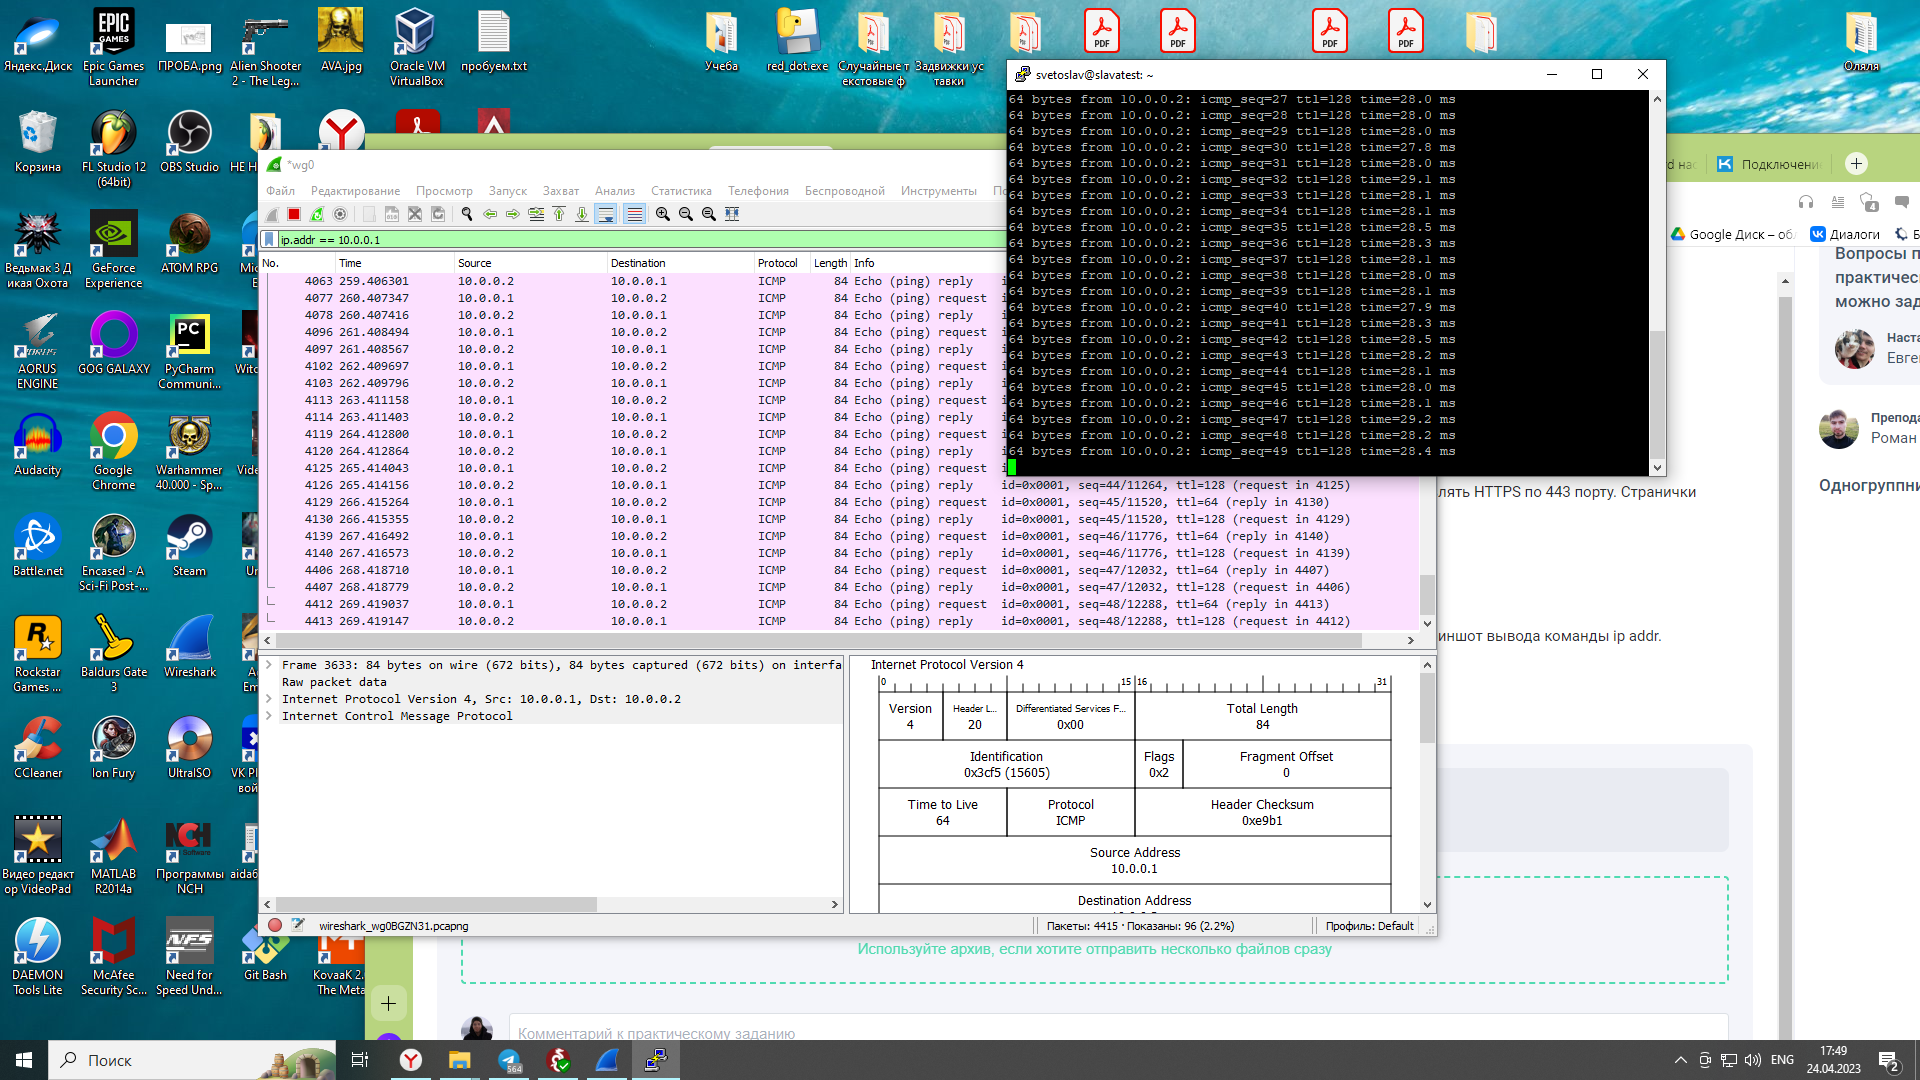 Яндекс.Диск
Epic Games Launcher
ПРОБА.png
Alien Shooter 2 - The Leg...
AVA.jpg
Oracle VM VirtualBox
пробуем.txt
Учеба
red_dot.exe
Случайные т екстовые ф
Задвижки ус тавки
PDF
PDF
PDF
PDF
Оляля
Корзина
FL Studio 12 (64bit)
OBS Studio
Ведьмак 3 Д икая Охота
GeForce Experience
ATOM RPG
AORUS ENGINE
GOG GALAXY
PyCharm Communi...
Audacity
Google Chrome
Warhammer 40.000 - Sp...
Battle.net
Encased - A Sci-Fi Post-...
Steam
Rockstar Games ...
Baldurs Gate 3
Wireshark
CCleaner
Ion Fury
UltraISO
Видео редакт ор VideoPad
MATLAB R2014a
Программы NCH
DAEMON Tools Lite
McAfee Security Sc...
Need for Speed Und...
Git Bash
KovaaK 2. The Meta
svetoslav@slavatest: ~
64 bytes from 10.0.0.2: icmp_seq=27 ttl=128 time=28.0 ms
64 bytes from 10.0.0.2: icmp_seq=28 ttl=128 time=28.0 ms
64 bytes from 10.0.0.2: icmp_seq=29 ttl=128 time=28.0 ms
64 bytes from 10.0.0.2: icmp_seq=30 ttl=128 time=27.8 ms
64 bytes from 10.0.0.2: icmp_seq=31 ttl=128 time=28.0 ms
64 bytes from 10.0.0.2: icmp_seq=32 ttl=128 time=29.1 ms
64 bytes from 10.0.0.2: icmp_seq=33 ttl=128 time=28.1 ms
64 bytes from 10.0.0.2: icmp_seq=34 ttl=128 time=28.1 ms
64 bytes from 10.0.0.2: icmp_seq=35 ttl=128 time=28.5 ms
64 bytes from 10.0.0.2: icmp_seq=36 ttl=128 time=28.3 ms
64 bytes from 10.0.0.2: icmp_seq=37 ttl=128 time=28.1 ms
64 bytes from 10.0.0.2: icmp_seq=38 ttl=128 time=28.0 ms
64 bytes from 10.0.0.2: icmp_seq=39 ttl=128 time=28.1 ms
64 bytes from 10.0.0.2: icmp_seq=40 ttl=128 time=27.9 ms
64 bytes from 10.0.0.2: icmp_seq=41 ttl=128 time=28.3 ms
64 bytes from 10.0.0.2: icmp_seq=42 ttl=128 time=28.5 ms
64 bytes from 10.0.0.2: icmp_seq=43 ttl=128 time=28.2 ms
64 bytes from 10.0.0.2: icmp_seq=44 ttl=128 time=28.1 ms
64 bytes from 10.0.0.2: icmp_seq=45 ttl=128 time=28.0 ms
64 bytes from 10.0.0.2: icmp_seq=46 ttl=128 time=28.1 ms
64 bytes from 10.0.0.2: icmp_seq=47 ttl=128 time=29.2 ms
64 bytes from 10.0.0.2: icmp_seq=48 ttl=128 time=28.2 ms
64 bytes from 10.0.0.2: icmp_seq=49 ttl=128 time=28.4 ms
*wg0
Файл Редактирование Просмотр Запуск Захват Анализ Статистика Телефония Беспроводной Инструменты
ip.addr == 10.0.0.1
No. Time Source Destination Protocol Length Info
4063 259.406301 10.0.0.2 10.0.0.1 ICMP 84 Echo (ping) reply
4077 260.407347 10.0.0.1 10.0.0.2 ICMP 84 Echo (ping) request
4078 260.407416 10.0.0.2 10.0.0.1 ICMP 84 Echo (ping) reply
4096 261.408494 10.0.0.1 10.0.0.2 ICMP 84 Echo (ping) request
4097 261.408567 10.0.0.2 10.0.0.1 ICMP 84 Echo (ping) reply
4102 262.409697 10.0.0.1 10.0.0.2 ICMP 84 Echo (ping) request
4103 262.409796 10.0.0.2 10.0.0.1 ICMP 84 Echo (ping) reply
4113 263.411158 10.0.0.1 10.0.0.2 ICMP 84 Echo (ping) request
4114 263.411403 10.0.0.2 10.0.0.1 ICMP 84 Echo (ping) reply
4119 264.412800 10.0.0.1 10.0.0.2 ICMP 84 Echo (ping) request
4120 264.412864 10.0.0.2 10.0.0.1 ICMP 84 Echo (ping) reply
4125 265.414043 10.0.0.1 10.0.0.2 ICMP 84 Echo (ping) request
4126 265.414156 10.0.0.2 10.0.0.1 ICMP 84 Echo (ping) reply id=0x0001, seq=44/11264, ttl=128 (request in 4125)
4129 266.415264 10.0.0.1 10.0.0.2 ICMP 84 Echo (ping) request id=0x0001, seq=45/11520, ttl=64 (reply in 4130)
4130 266.415355 10.0.0.2 10.0.0.1 ICMP 84 Echo (ping) reply id=0x0001, seq=45/11520, ttl=128 (request in 4129)
4139 267.416492 10.0.0.1 10.0.0.2 ICMP 84 Echo (ping) request id=0x0001, seq=46/11776, ttl=64 (reply in 4140)
4140 267.416573 10.0.0.2 10.0.0.1 ICMP 84 Echo (ping) reply id=0x0001, seq=46/11776, ttl=128 (request in 4139)
4406 268.418710 10.0.0.1 10.0.0.2 ICMP 84 Echo (ping) request id=0x0001, seq=47/12032, ttl=64 (reply in 4407)
4407 268.418779 10.0.0.2 10.0.0.1 ICMP 84 Echo (ping) reply id=0x0001, seq=47/12032, ttl=128 (request in 4406)
4412 269.419037 10.0.0.1 10.0.0.2 ICMP 84 Echo (ping) request id=0x0001, seq=48/12288, ttl=64 (reply in 4413)
4413 269.419147 10.0.0.2 10.0.0.1 ICMP 84 Echo (ping) reply id=0x0001, seq=48/12288, ttl=128 (request in 4412)
Frame 3633: 84 bytes on wire (672 bits), 84 bytes captured (672 bits) on interfa
Raw packet data
Internet Protocol Version 4, Src: 10.0.0.1, Dst: 10.0.0.2
Internet Control Message Protocol
Internet Protocol Version 4
0 15 16 31
Version 4
Header L... 20
Differentiated Services F... 0x00
Total Length 84
Identification 0x3cf5 (15605)
Flags 0x2
Fragment Offset 0
Time to Live 64
Protocol ICMP
Header Checksum 0xe9b1
Source Address 10.0.0.1
Destination Address
wireshark_wg0BGZN31.pcapng
Пакеты: 4415 · Показаны: 96 (2.2%)
Профиль: Default
Подключени
Google Диск – обл
Диалоги
Вопросы п
практичес
можно зад
Наста
Евген
Препода
Роман
Одногруппни
лять HTTPS по 443 порту. Странички
иншот вывода команды ip addr.
Используйте архив, если хотите отправить несколько файлов сразу
Комментарий к практическому заданию
Поиск
564
ENG
17:49
24.04.2023
2